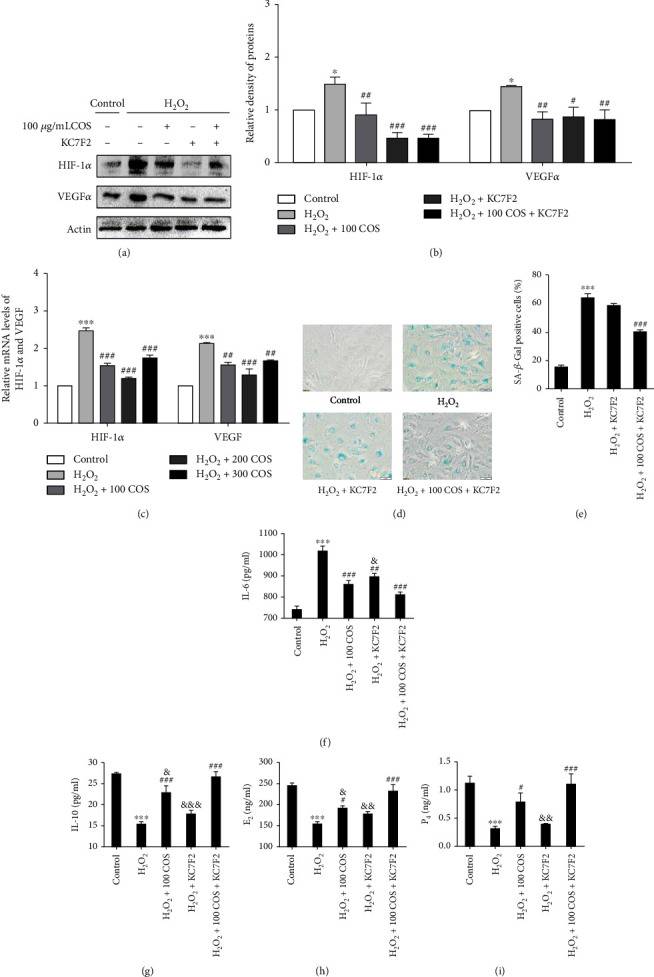 Control H₂O₂
100 μg/mLCOS – – + – +
KC7F2 – – – + +
HIF-1α
VEGFα
Actin
(a)
Relative density of proteins
3
2
1
0
* ## ### ### * ## # ##
HIF-1α VEGFα
Control
H₂O₂
H₂O₂ + 100 COS
H₂O₂ + KC7F2
H₂O₂ + 100 COS + KC7F2
(b)
Relative mRNA levels of
HIF-1α and VEGF
4
3
2
1
0
*** ### ### ### *** ## ### ##
HIF-1α VEGF
Control
H₂O₂
H₂O₂ + 100 COS
H₂O₂ + 200 COS
H₂O₂ + 300 COS
(c)
Control H₂O₂
H₂O₂ + KC7F2 H₂O₂ + 100 COS + KC7F2
(d)
SA-β-Gal positive cells (%)
80
60
40
20
0
*** ###
Control
H₂O₂
H₂O₂ + KC7F2
H₂O₂ + 100 COS + KC7F2
(e)
IL-6 (pg/ml)
1100
1000
900
800
700
*** ### & ## ###
Control
H₂O₂
H₂O₂ + 100 COS
H₂O₂ + KC7F2
H₂O₂ + 100 COS + KC7F2
(f)
IL-10 (pg/ml)
30
25
20
15
10
*** & ### &&& ###
Control
H₂O₂
H₂O₂ + 100 COS
H₂O₂ + KC7F2
H₂O₂ + 100 COS + KC7F2
(g)
E₂ (ng/ml)
300
250
200
150
100
*** & # && ###
Control
H₂O₂
H₂O₂ + 100 COS
H₂O₂ + KC7F2
H₂O₂ + 100 COS + KC7F2
(h)
P₄ (ng/ml)
1.5
1.0
0.5
0.0
*** # && ###
Control
H₂O₂
H₂O₂ + 100 COS
H₂O₂ + KC7F2
H₂O₂ + 100 COS + KC7F2
(i)